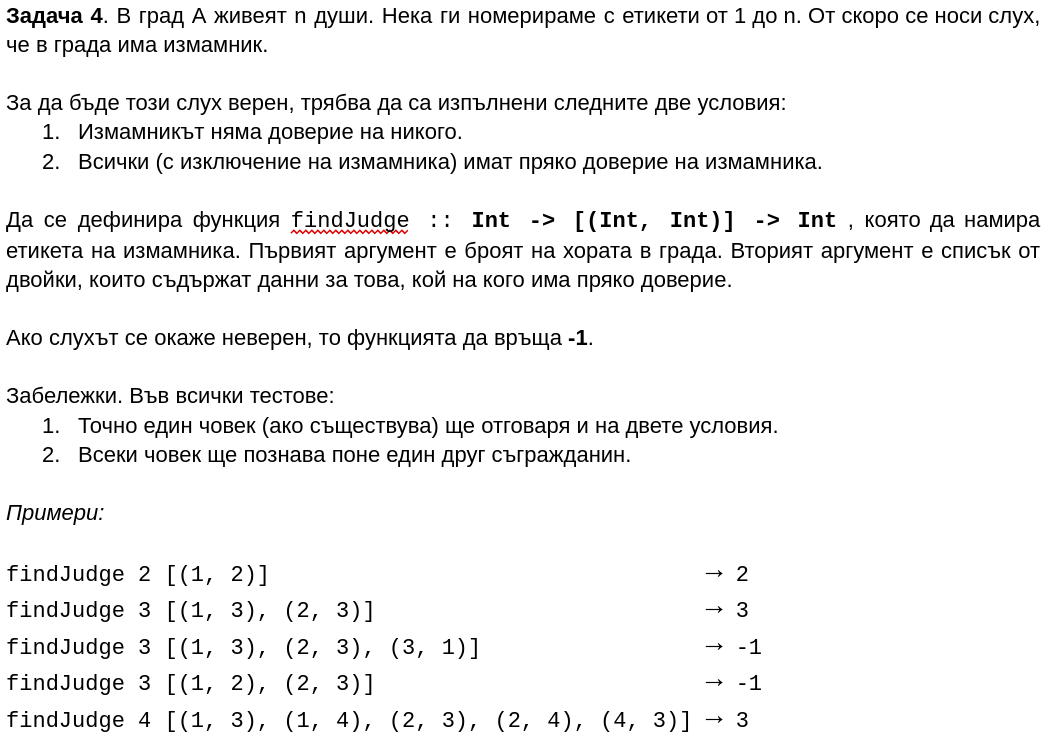 Задача 4. В град А живеят n души. Нека ги номерираме с етикети от 1 до n. От скоро се носи слух,
че в града има измамник.
За да бъде този слух верен, трябва да са изпълнени следните две условия:
1. Измамникът няма доверие на никого.
2. Всички (с изключение на измамника) имат пряко доверие на измамника.
Да се дефинира функция findJudge :: Int -> [(Int, Int)] -> Int , която да намира
етикета на измамника. Първият аргумент е броят на хората в града. Вторият аргумент е списък от
двойки, които съдържат данни за това, кой на кого има пряко доверие.
Ако слухът се окаже неверен, то функцията да връща -1.
Забележки. Във всички тестове:
1. Точно един човек (ако съществува) ще отговаря и на двете условия.
2. Всеки човек ще познава поне един друг съгражданин.
Примери:
findJudge 2 [(1, 2)] → 2
findJudge 3 [(1, 3), (2, 3)] → 3
findJudge 3 [(1, 3), (2, 3), (3, 1)] → -1
findJudge 3 [(1, 2), (2, 3)] → -1
findJudge 4 [(1, 3), (1, 4), (2, 3), (2, 4), (4, 3)] → 3